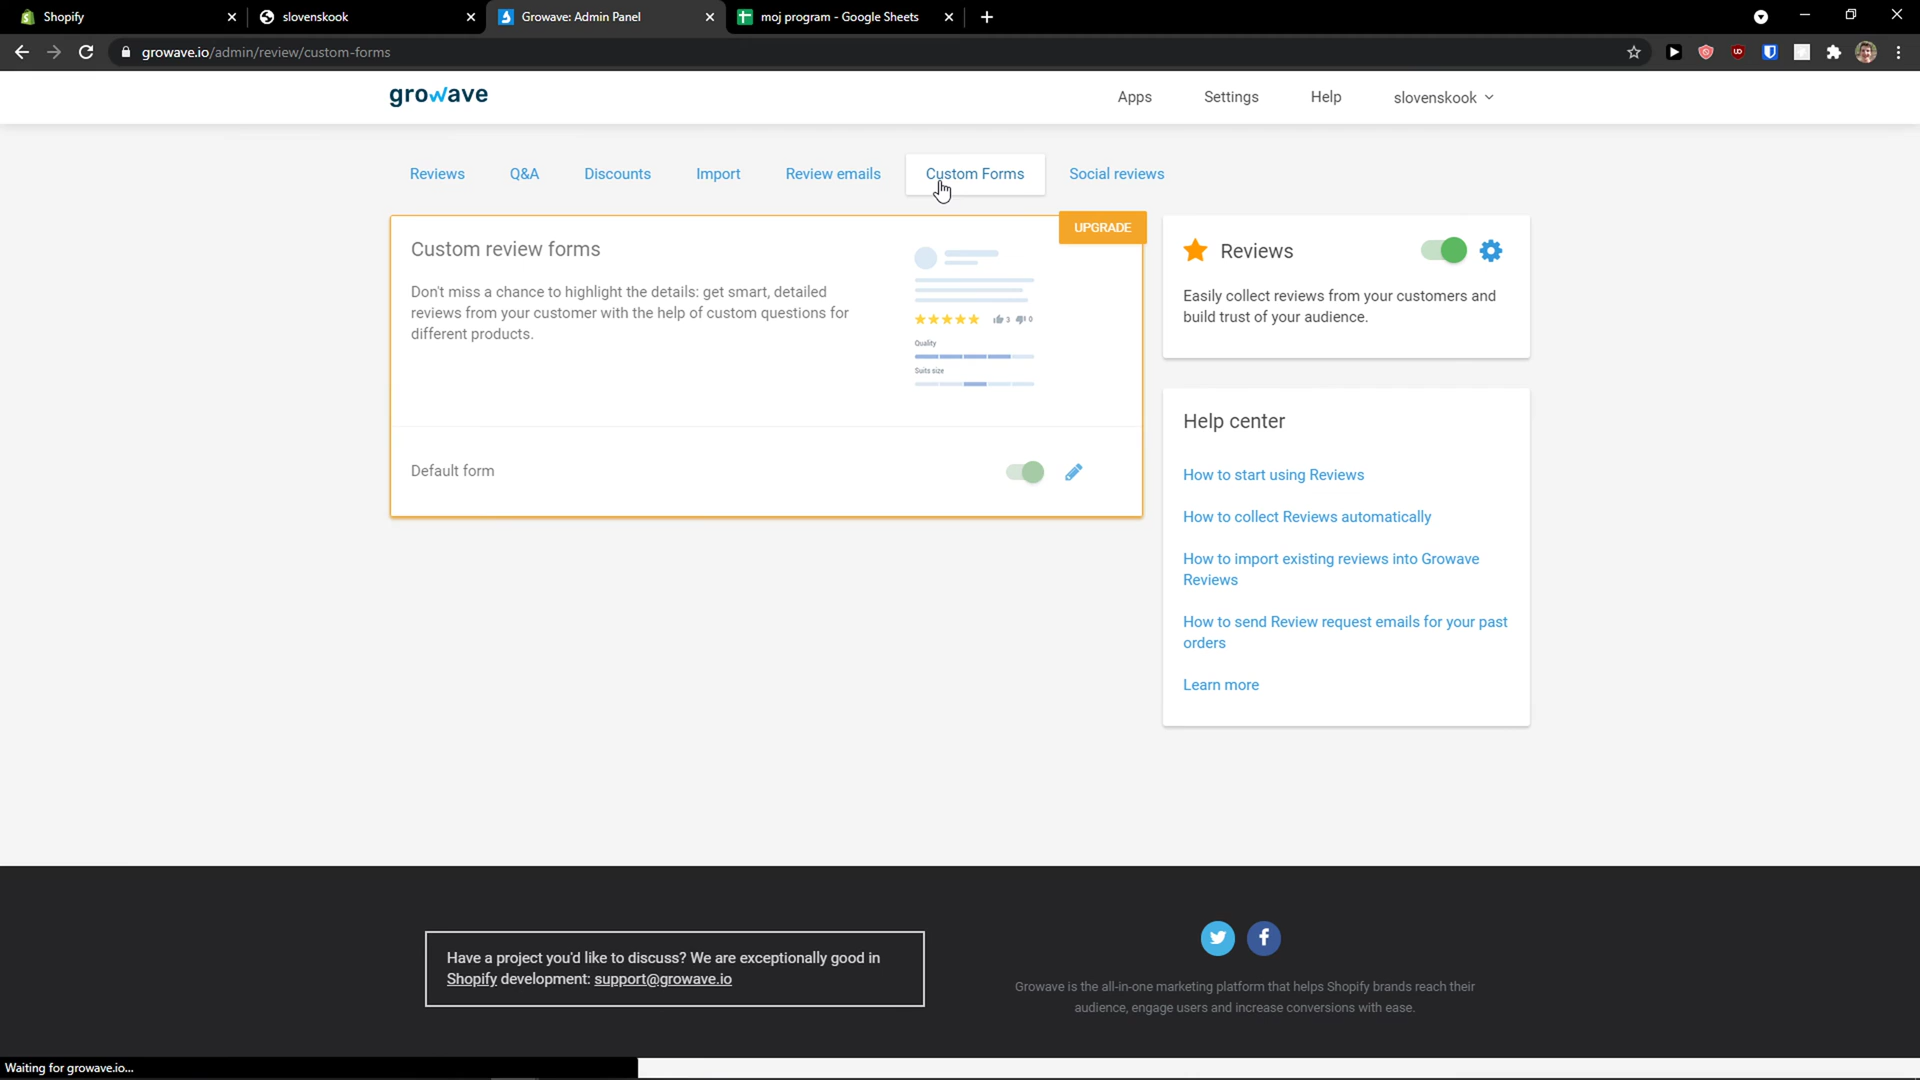 Shopify
slovenskook
Growave: Admin Panel
moj program - Google Sheets
growave.io/admin/review/custom-forms
growave
Apps
Settings
Help
slovenskook
Reviews
Q&A
Discounts
Import
Review emails
Custom Forms
Social reviews
UPGRADE
Custom review forms
Don't miss a chance to highlight the details: get smart, detailed
reviews from your customer with the help of custom questions for
different products.
3
0
Quality
Suits size
Default form
Reviews
Easily collect reviews from your customers and
build trust of your audience.
Help center
How to start using Reviews
How to collect Reviews automatically
How to import existing reviews into Growave
Reviews
How to send Review request emails for your past
orders
Learn more
Have a project you'd like to discuss? We are exceptionally good in
Shopify development: support@growave.io
Growave is the all-in-one marketing platform that helps Shopify brands reach their
audience, engage users and increase conversions with ease.
Waiting for growave.io...